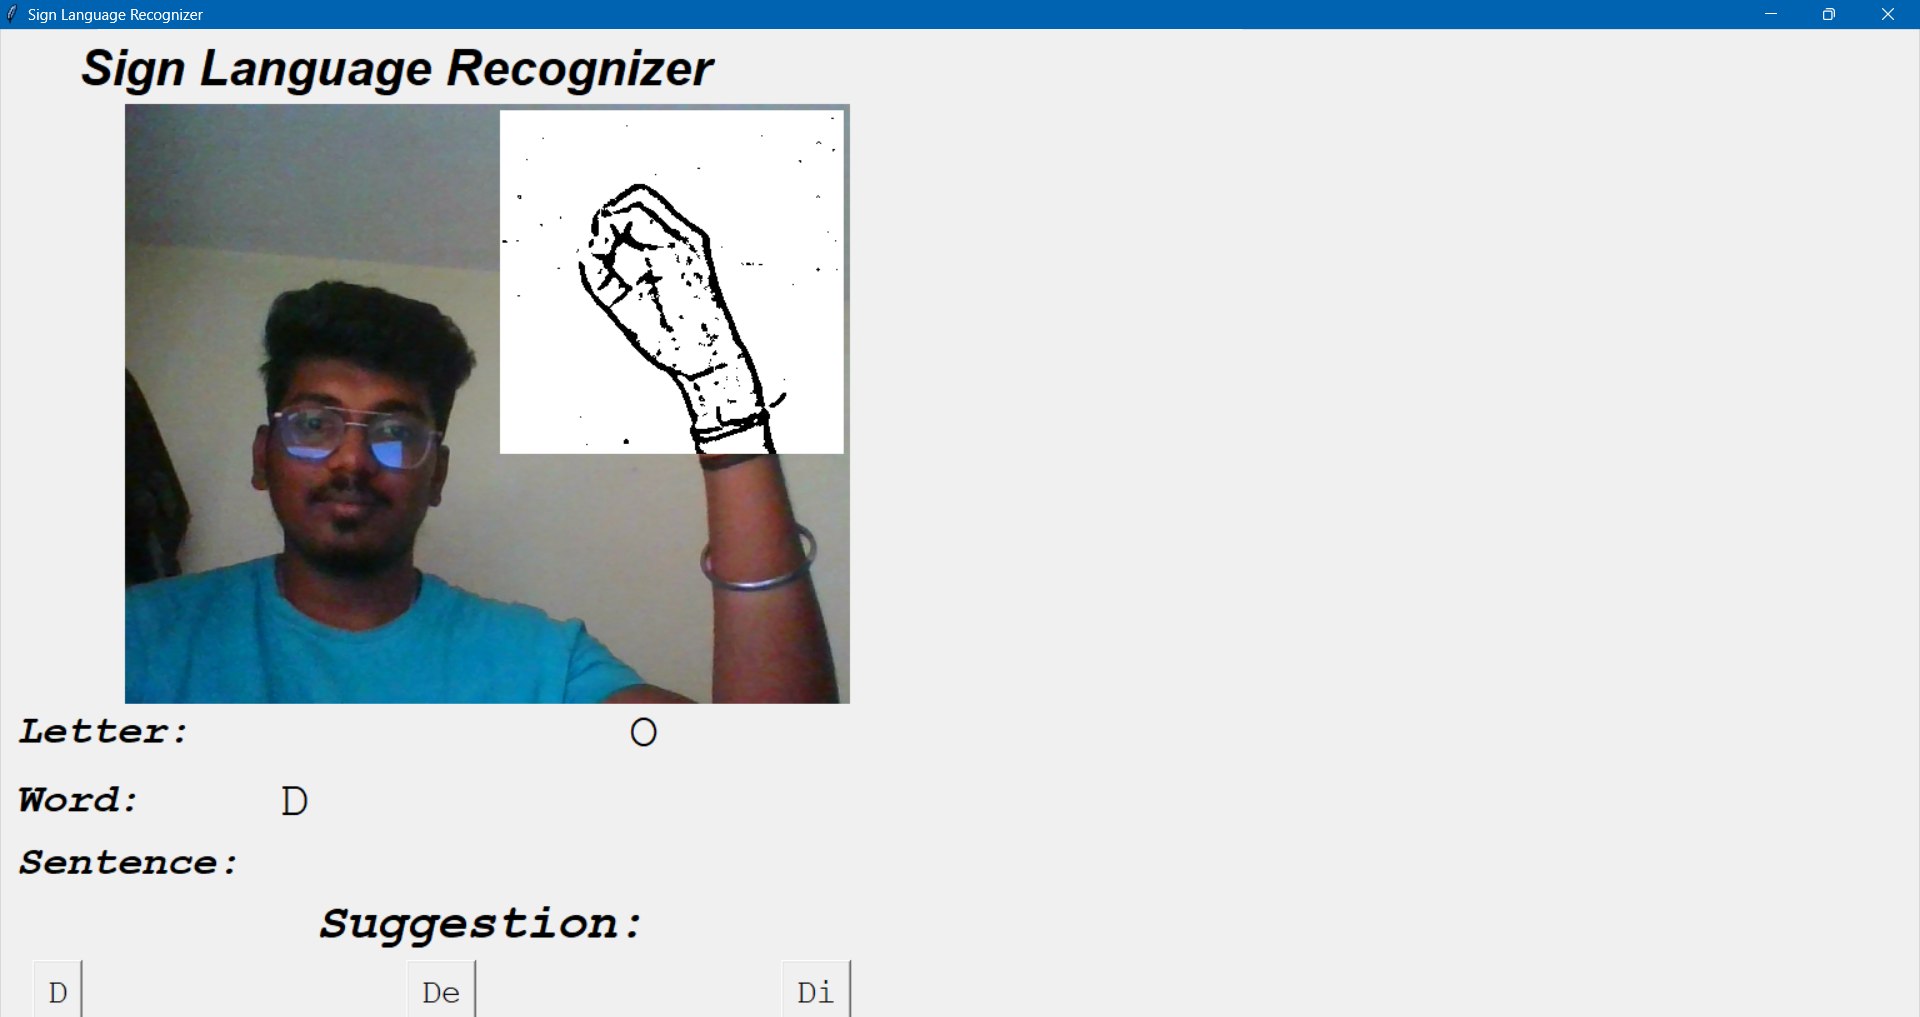 Sign Language Recognizer
Sign Language Recognizer
Letter: O
Word: D
Sentence:
Suggestion:
D De Di